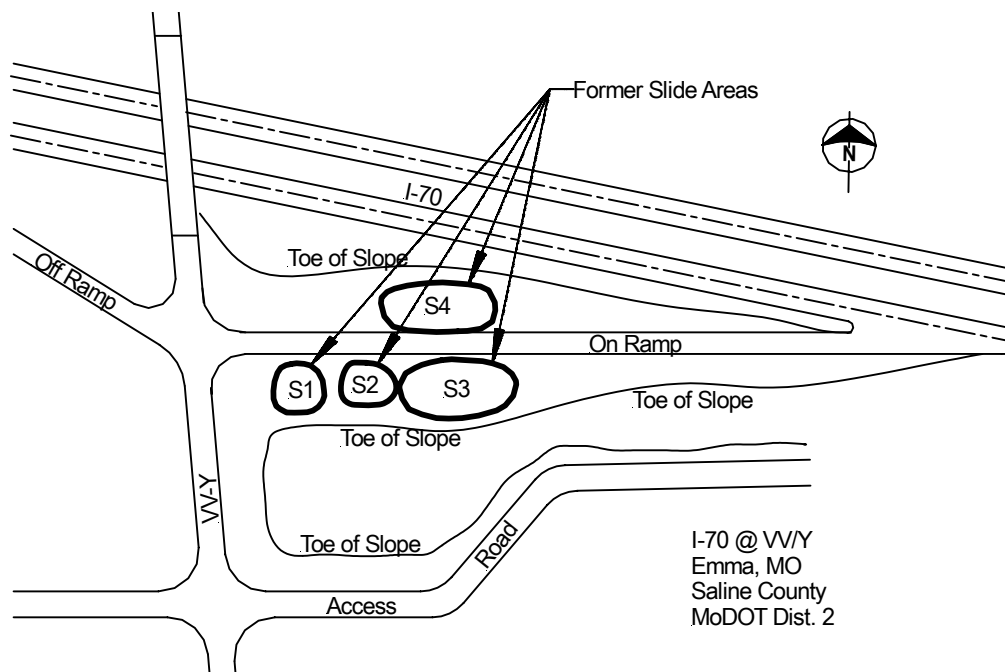 Former Slide Areas
N
I-70
Toe of Slope
Off Ramp
S4
On Ramp
S1
S2
S3
Toe of Slope
Toe of Slope
VV-Y
Toe of Slope
Road
Access
I-70 @ VV/Y
Emma, MO
Saline County
MoDOT Dist. 2